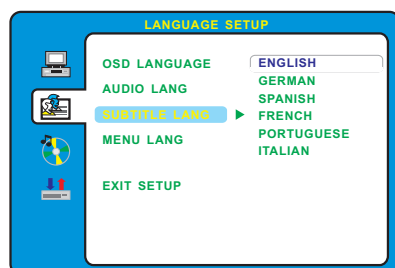 LANGUAGE SETUP
OSD LANGUAGE
AUDIO LANG
SUBTITLE LANG
MENU LANG
EXIT SETUP
ENGLISH
GERMAN
SPANISH
FRENCH
PORTUGUESE
ITALIAN